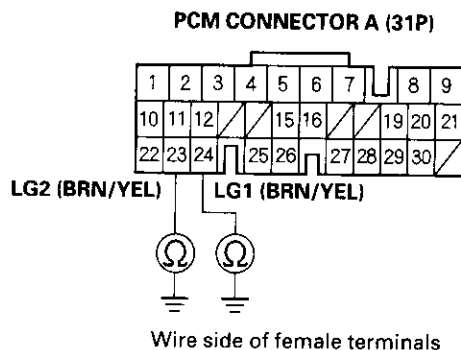 PCM CONNECTOR A (31P)
1 2 3 4 5 6 7 8 9
10 11 12 15 16 19 20 21
22 23 24 25 26 27 28 29 30
LG2 (BRN/YEL) LG1 (BRN/YEL)
Ω Ω
Wire side of female terminals